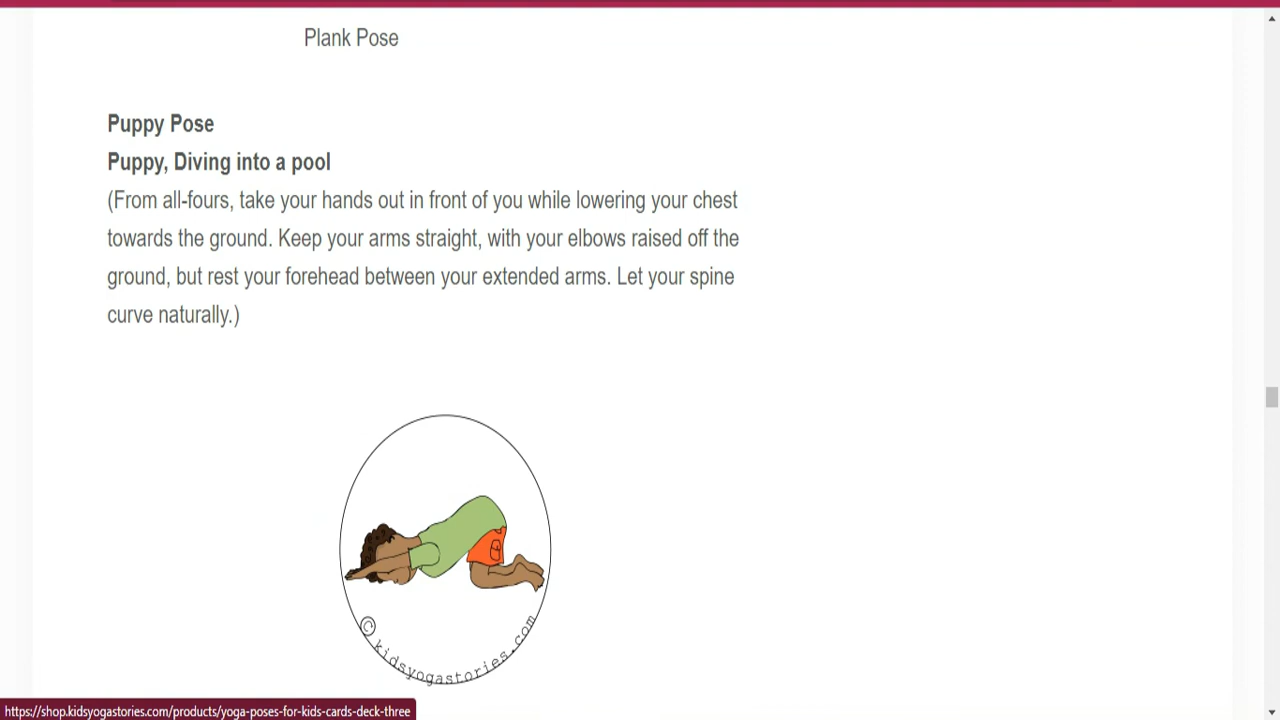 Plank Pose
Puppy Pose
Puppy, Diving into a pool
(From all-fours, take your hands out in front of you while lowering your chest
towards the ground. Keep your arms straight, with your elbows raised off the
ground, but rest your forehead between your extended arms. Let your spine
curve naturally.)
© kidsyogastories.com
https://shop.kidsyogastories.com/products/yoga-poses-for-kids-cards-deck-three